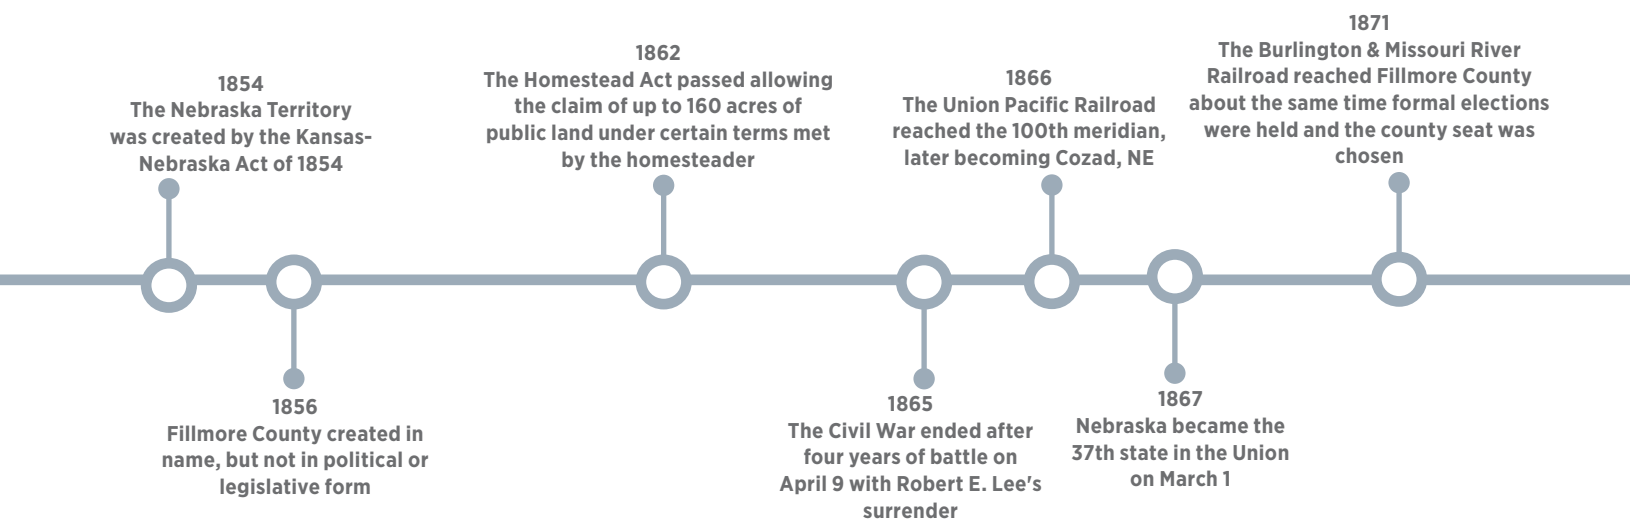 1854
The Nebraska Territory
was created by the Kansas-
Nebraska Act of 1854
1856
Fillmore County created in
name, but not in political or
legislative form
1862
The Homestead Act passed allowing
the claim of up to 160 acres of
public land under certain terms met
by the homesteader
1865
The Civil War ended after
four years of battle on
April 9 with Robert E. Lee's
surrender
1866
The Union Pacific Railroad
reached the 100th meridian,
later becoming Cozad, NE
1867
Nebraska became the
37th state in the Union
on March 1
1871
The Burlington & Missouri River
Railroad reached Fillmore County
about the same time formal elections
were held and the county seat was
chosen